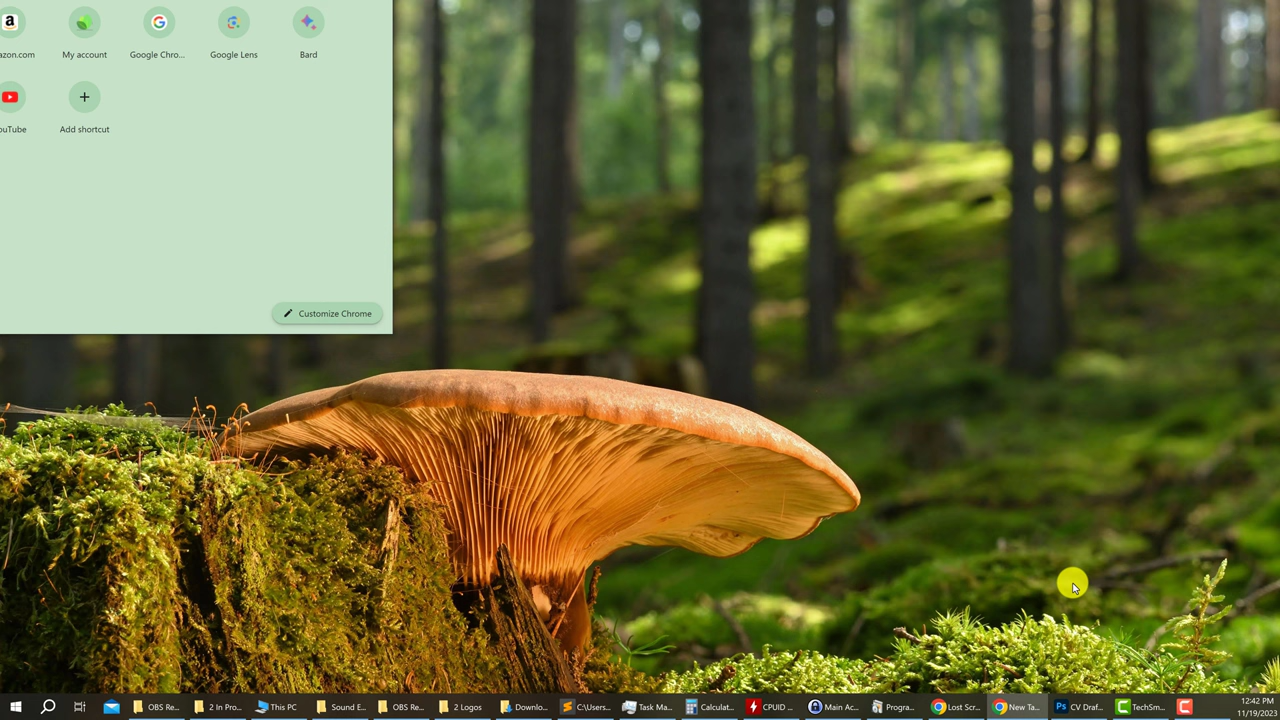 azon.com
My account
Google Chro...
Google Lens
Bard
ouTube
Add shortcut
Customize Chrome
OBS Re...
2 In Pro...
This PC
Sound E...
OBS Re...
2 Logos
Downlo...
C:\Users...
Task Ma...
Calculat...
CPUID ...
Main Ac...
Progra...
Lost Scr...
New Ta...
CV Draf...
TechSm...
12:42 PM
11/19/2023